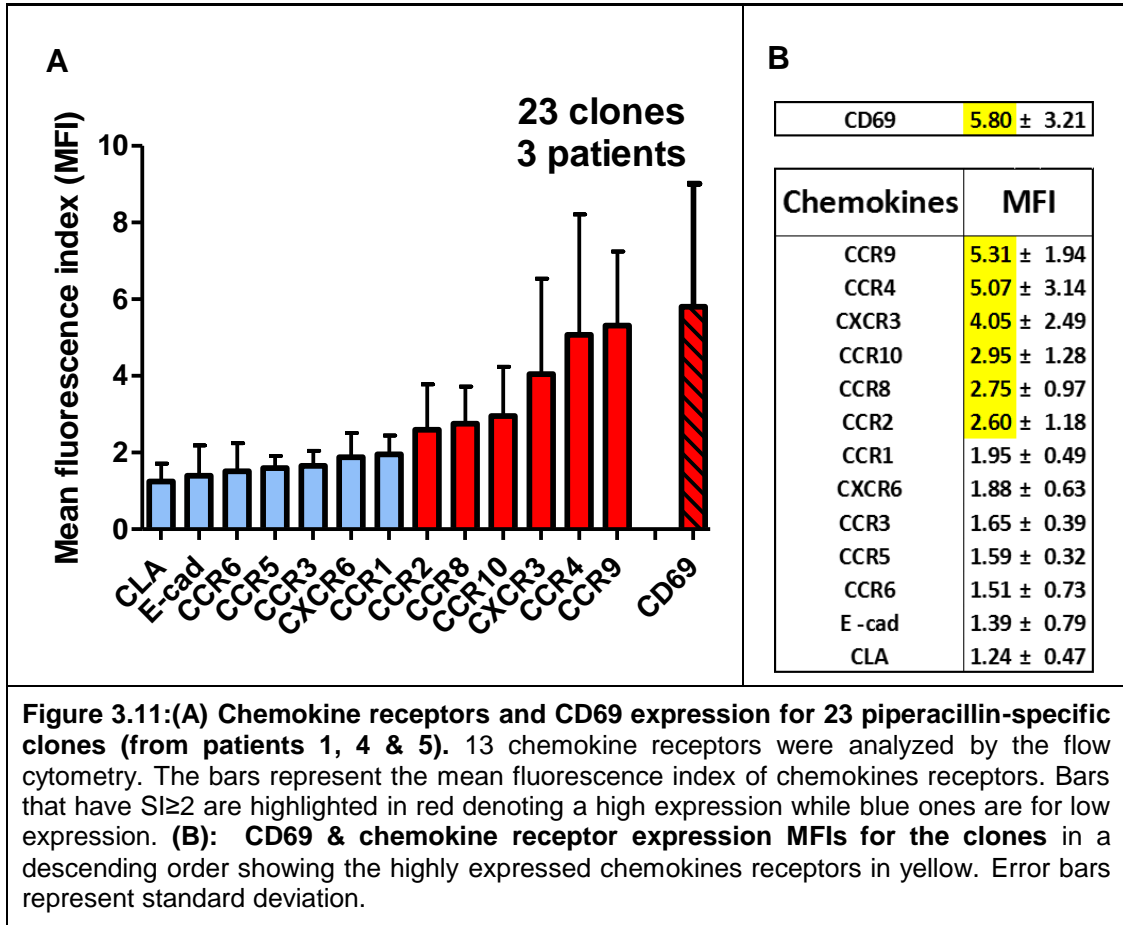 A
23 clones
3 patients
Mean fluorescence index (MFI)
10
8
6
4
2
0
CLA
E-cad
CCR6
CCR5
CCR3
CXCR6
CCR1
CCR2
CCR8
CCR10
CXCR3
CCR4
CCR9
CD69
B
CD69 5.80 ± 3.21
Chemokines MFI
CCR9 5.31 ± 1.94
CCR4 5.07 ± 3.14
CXCR3 4.05 ± 2.49
CCR10 2.95 ± 1.28
CCR8 2.75 ± 0.97
CCR2 2.60 ± 1.18
CCR1 1.95 ± 0.49
CXCR6 1.88 ± 0.63
CCR3 1.65 ± 0.39
CCR5 1.59 ± 0.32
CCR6 1.51 ± 0.73
E -cad 1.39 ± 0.79
CLA 1.24 ± 0.47
Figure 3.11:(A) Chemokine receptors and CD69 expression for 23 piperacillin-specific
clones (from patients 1, 4 & 5). 13 chemokine receptors were analyzed by the flow
cytometry. The bars represent the mean fluorescence index of chemokines receptors. Bars
that have SI≥2 are highlighted in red denoting a high expression while blue ones are for low
expression. (B): CD69 & chemokine receptor expression MFIs for the clones in a
descending order showing the highly expressed chemokines receptors in yellow. Error bars
represent standard deviation.